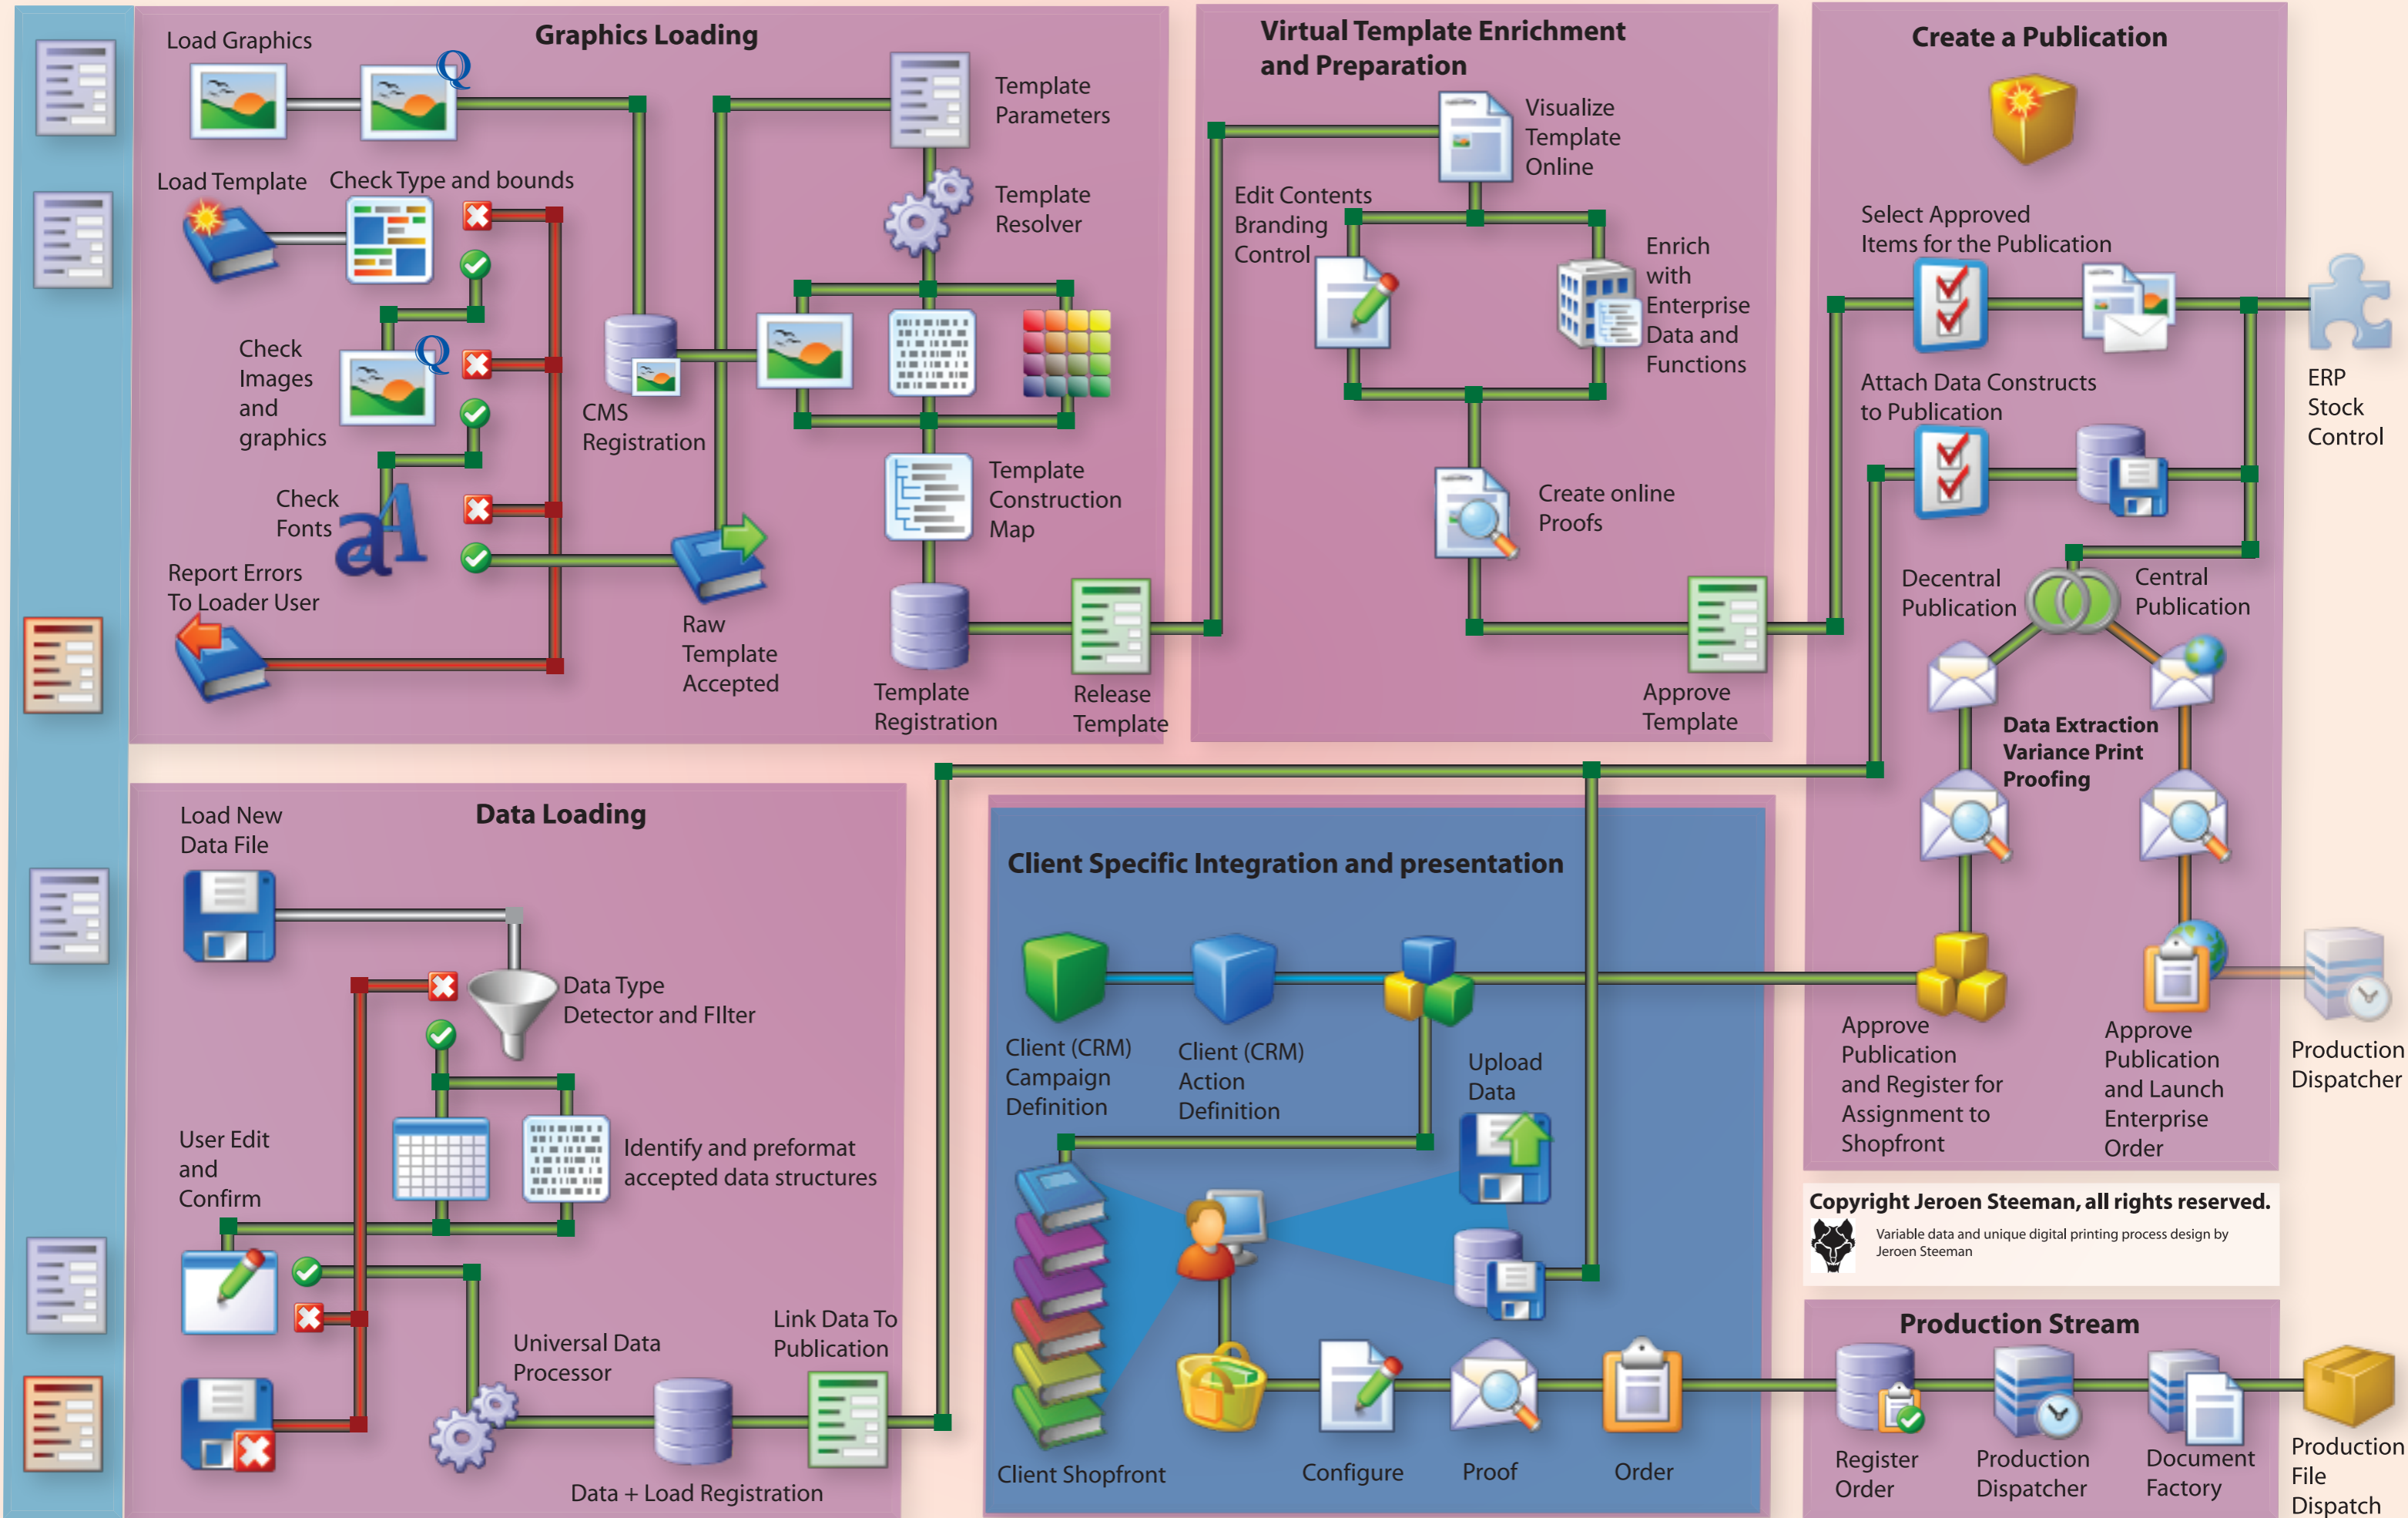 Graphics Loading
Load Graphics
Q
Template
Parameters
Load Template
Check Type and bounds
Template
Resolver
Check
Images
and
graphics
Q
CMS
Registration
Check
Fonts
aA
Template
Construction
Map
Report Errors
To Loader User
Raw
Template
Accepted
Template
Registration
Release
Template
Virtual Template Enrichment
and Preparation
Visualize
Template
Online
Edit Contents
Branding
Control
Enrich
with
Enterprise
Data and
Functions
Create online
Proofs
Approve
Template
Create a Publication
Select Approved
Items for the Publication
ERP
Stock
Control
Attach Data Constructs
to Publication
Decentral
Publication
Central
Publication
Data Extraction
Variance Print
Proofing
Approve
Publication
and Register for
Assignment to
Shopfront
Approve
Publication
and Launch
Enterprise
Order
Production
Dispatcher
Data Loading
Load New
Data File
Data Type
Detector and FIlter
Identify and preformat
accepted data structures
User Edit
and
Confirm
Universal Data
Processor
Link Data To
Publication
Data + Load Registration
Client Specific Integration and presentation
Client (CRM)
Campaign
Definition
Client (CRM)
Action
Definition
Upload
Data
Client Shopfront
Configure
Proof
Order
Copyright Jeroen Steeman, all rights reserved.
Variable data and unique digital printing process design by
Jeroen Steeman
Production Stream
Register
Order
Production
Dispatcher
Document
Factory
Production
File
Dispatch